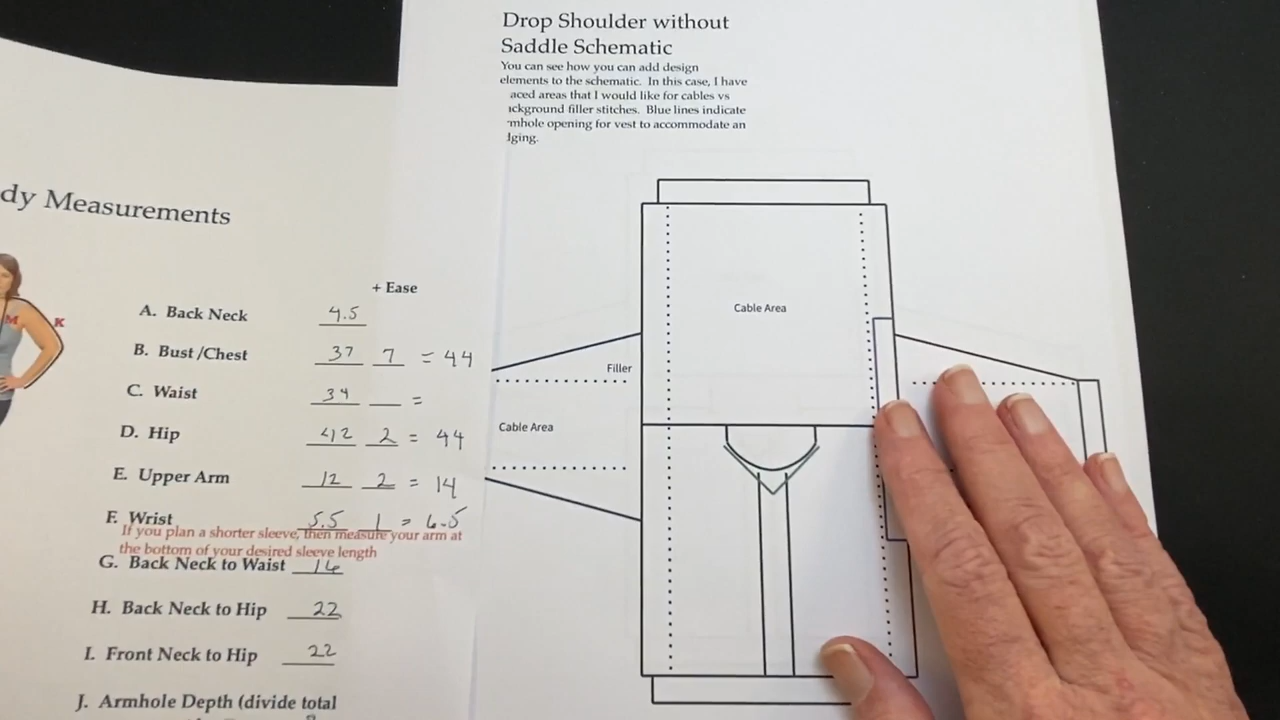 Drop Shoulder without
Saddle Schematic
You can see how you can add design
elements to the schematic. In this case, I have
aced areas that I would like for cables vs
ckground filler stitches. Blue lines indicate
mhole opening for vest to accommodate an
lging.
Cable Area
Filler
Cable Area
dy Measurements
M
K
+ Ease
A. Back Neck 4.5
B. Bust/Chest 37 7 = 44
C. Waist 34 =
D. Hip 42 2 = 44
E. Upper Arm 12 2 = 14
F. Wrist 5.5 1 = 6.5
If you plan a shorter sleeve, then measure your arm at
the bottom of your desired sleeve length
G. Back Neck to Waist 16
H. Back Neck to Hip 22
I. Front Neck to Hip 22
J. Armhole Depth (divide total